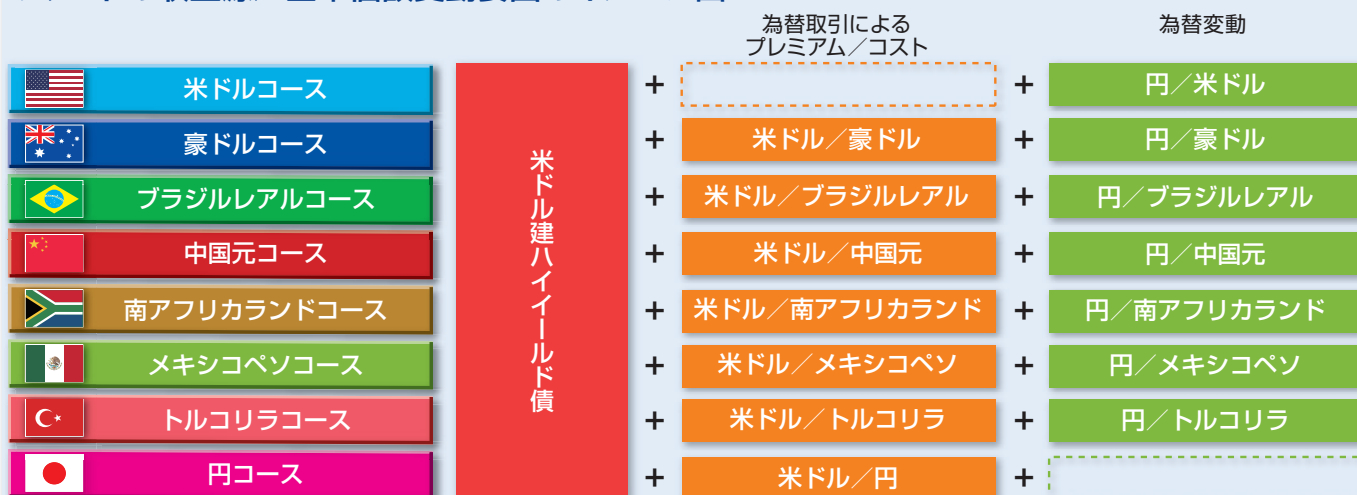 為替取引による
プレミアム／コスト
為替変動
米ドルコース
+
+
円／米ドル
豪ドルコース
+
米ドル／豪ドル
+
円／豪ドル
ブラジルレアルコース
+
米ドル／ブラジルレアル
+
円／ブラジルレアル
中国元コース
+
米ドル／中国元
+
円／中国元
南アフリカランドコース
+
米ドル／南アフリカランド
+
円／南アフリカランド
メキシコペソコース
+
米ドル／メキシコペソ
+
円／メキシコペソ
トルコリラコース
+
米ドル／トルコリラ
+
円／トルコリラ
円コース
+
米ドル／円
+
米ドル建ハイイールド債